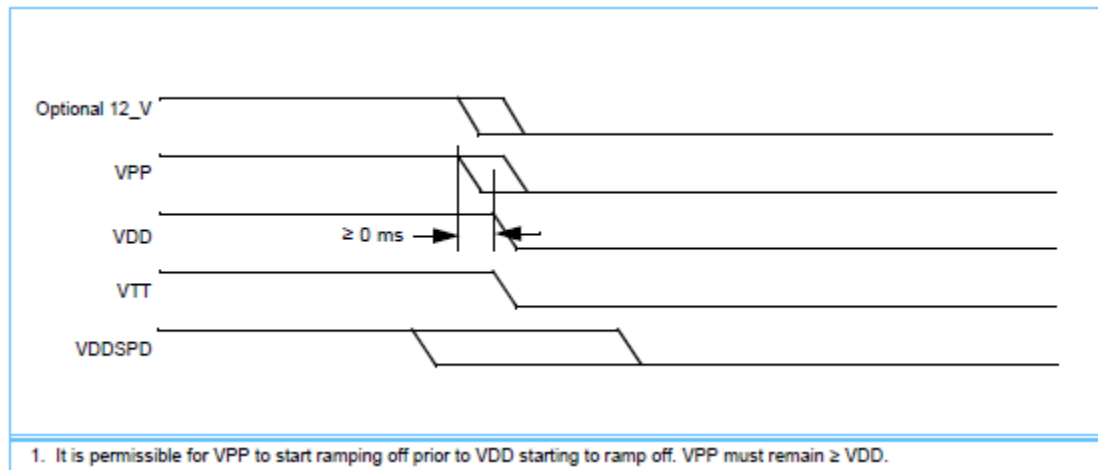 Optional 12_V
VPP
VDD
≥ 0 ms
VTT
VDDSPD
1. It is permissible for VPP to start ramping off prior to VDD starting to ramp off. VPP must remain ≥ VDD.